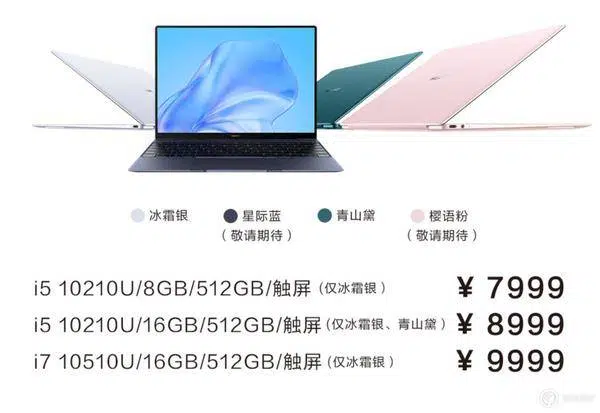 冰霜银 星际蓝 青山黛 樱语粉
（敬请期待） （敬请期待）
i5 10210U/8GB/512GB/触屏（仅冰霜银） ¥ 7999
i5 10210U/16GB/512GB/触屏（仅冰霜银、青山黛） ¥ 8999
i7 10510U/16GB/512GB/触屏（仅冰霜银） ¥ 9999